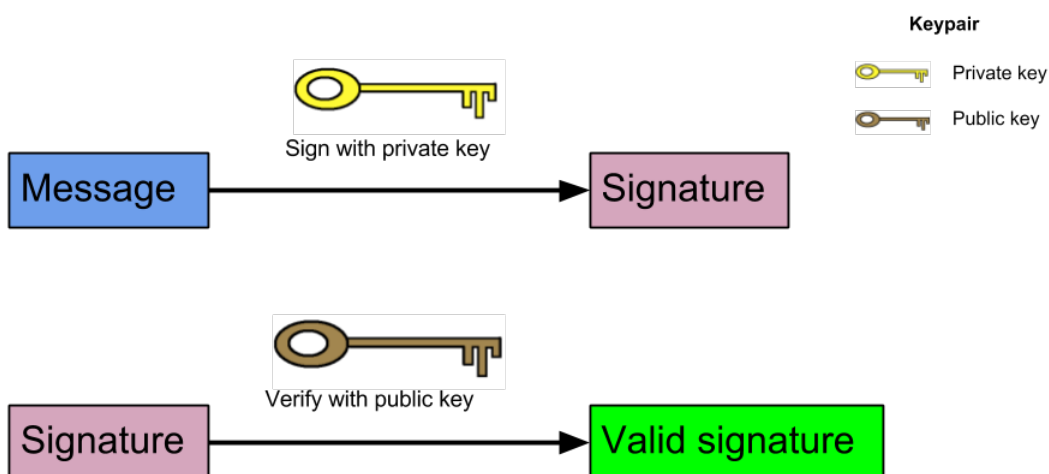 Keypair
Private key
Public key
Sign with private key
Message
Signature
Verify with public key
Signature
Valid signature